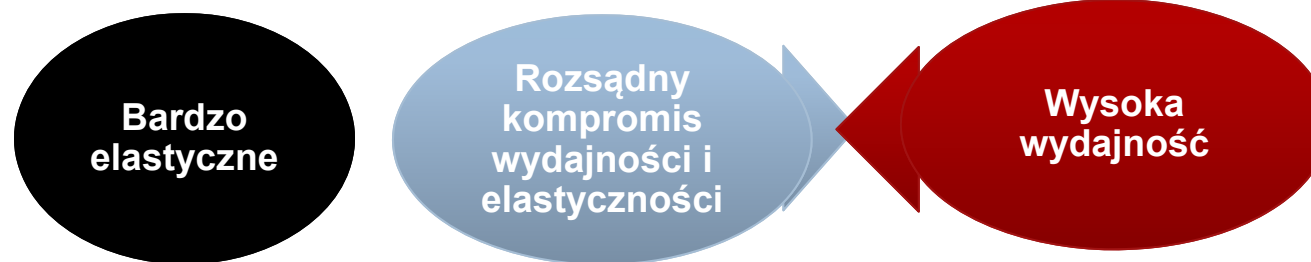 Bardzo
elastyczne
Rozsądny
kompromis
wydajności i
elastyczności
Wysoka
wydajność